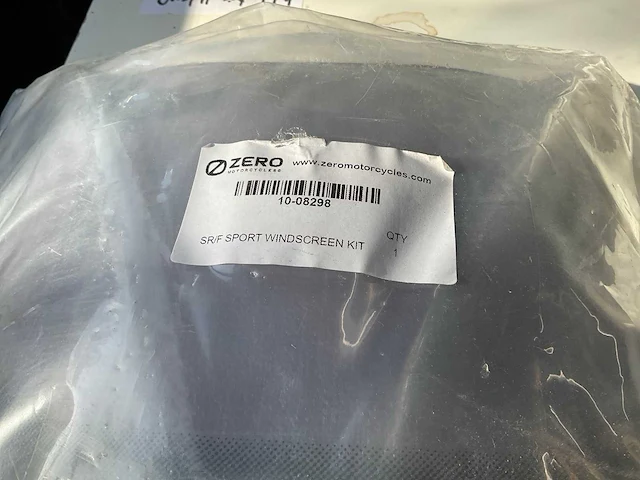 ZERO
MOTORCYCLES
www.zeromotorcycles.com
10-08298
SR/F SPORT WINDSCREEN KIT
QTY
1